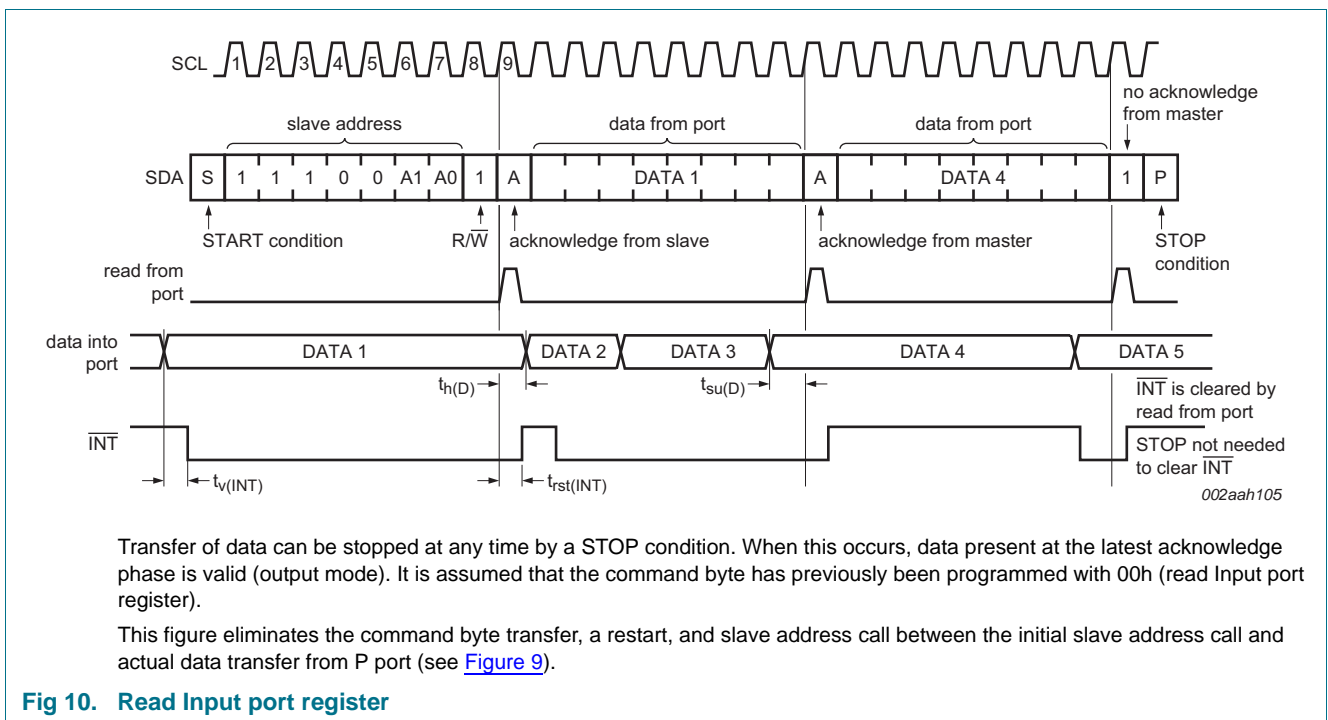 SCL 1 2 3 4 5 6 7 8 9
no acknowledge
from master
slave address data from port data from port
SDA S 1 1 1 0 0 A1 A0 1 A DATA 1 A DATA 4 1 P
START condition R/W̅ acknowledge from slave acknowledge from master STOP
condition
read from
port
data into
port
DATA 1 DATA 2 DATA 3 DATA 4 DATA 5
th(D) tsu(D)
I̅N̅T̅ is cleared by
read from port
I̅N̅T̅
STOP not needed
to clear I̅N̅T̅
tv(INT) trst(INT)
002aah105
Transfer of data can be stopped at any time by a STOP condition. When this occurs, data present at the latest acknowledge
phase is valid (output mode). It is assumed that the command byte has previously been programmed with 00h (read Input port
register).
This figure eliminates the command byte transfer, a restart, and slave address call between the initial slave address call and
actual data transfer from P port (see Figure 9).
Fig 10. Read Input port register